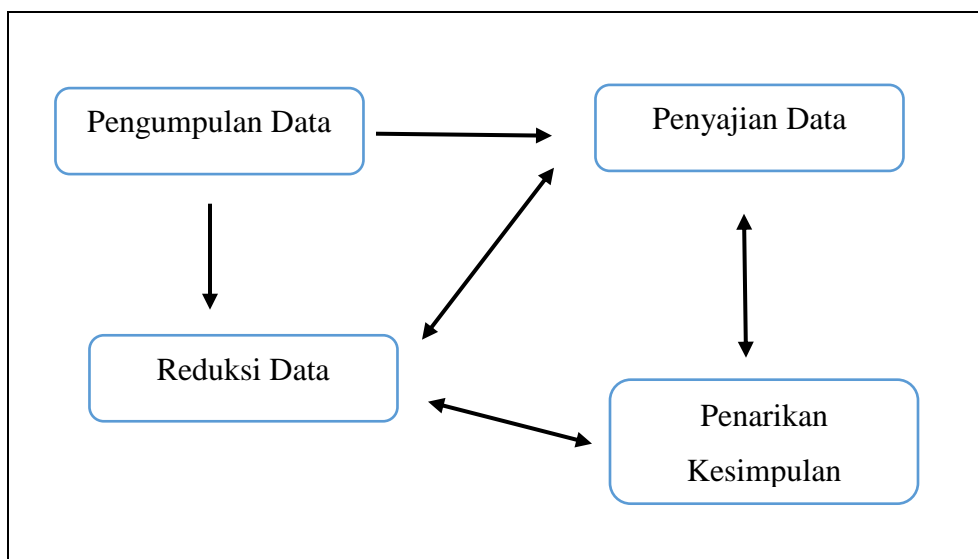 Pengumpulan Data
Penyajian Data
Reduksi Data
Penarikan
Kesimpulan